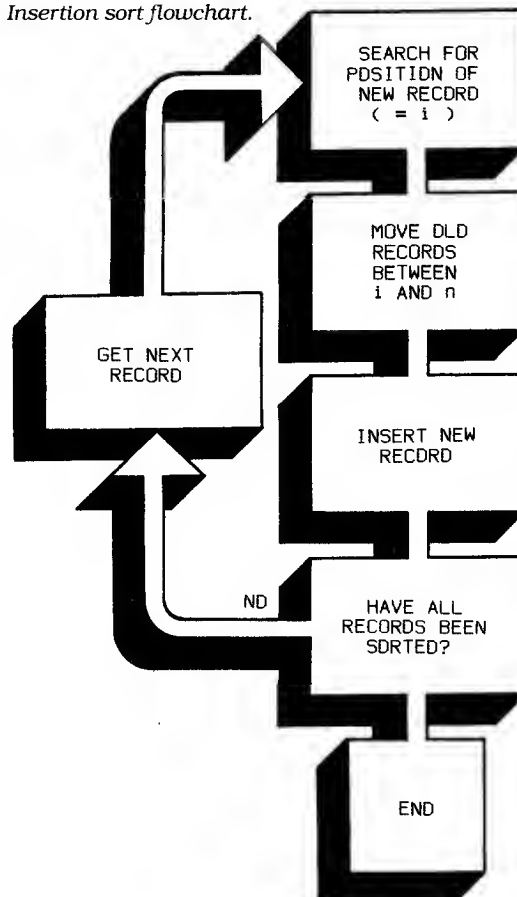 Insertion sort flowchart.
SEARCH FOR
POSITION OF
NEW RECORD
( = i )
MOVE OLD
RECORDS
BETWEEN
i AND n
GET NEXT
RECORD
INSERT NEW
RECORD
NO
HAVE ALL
RECORDS BEEN
SORTED?
END